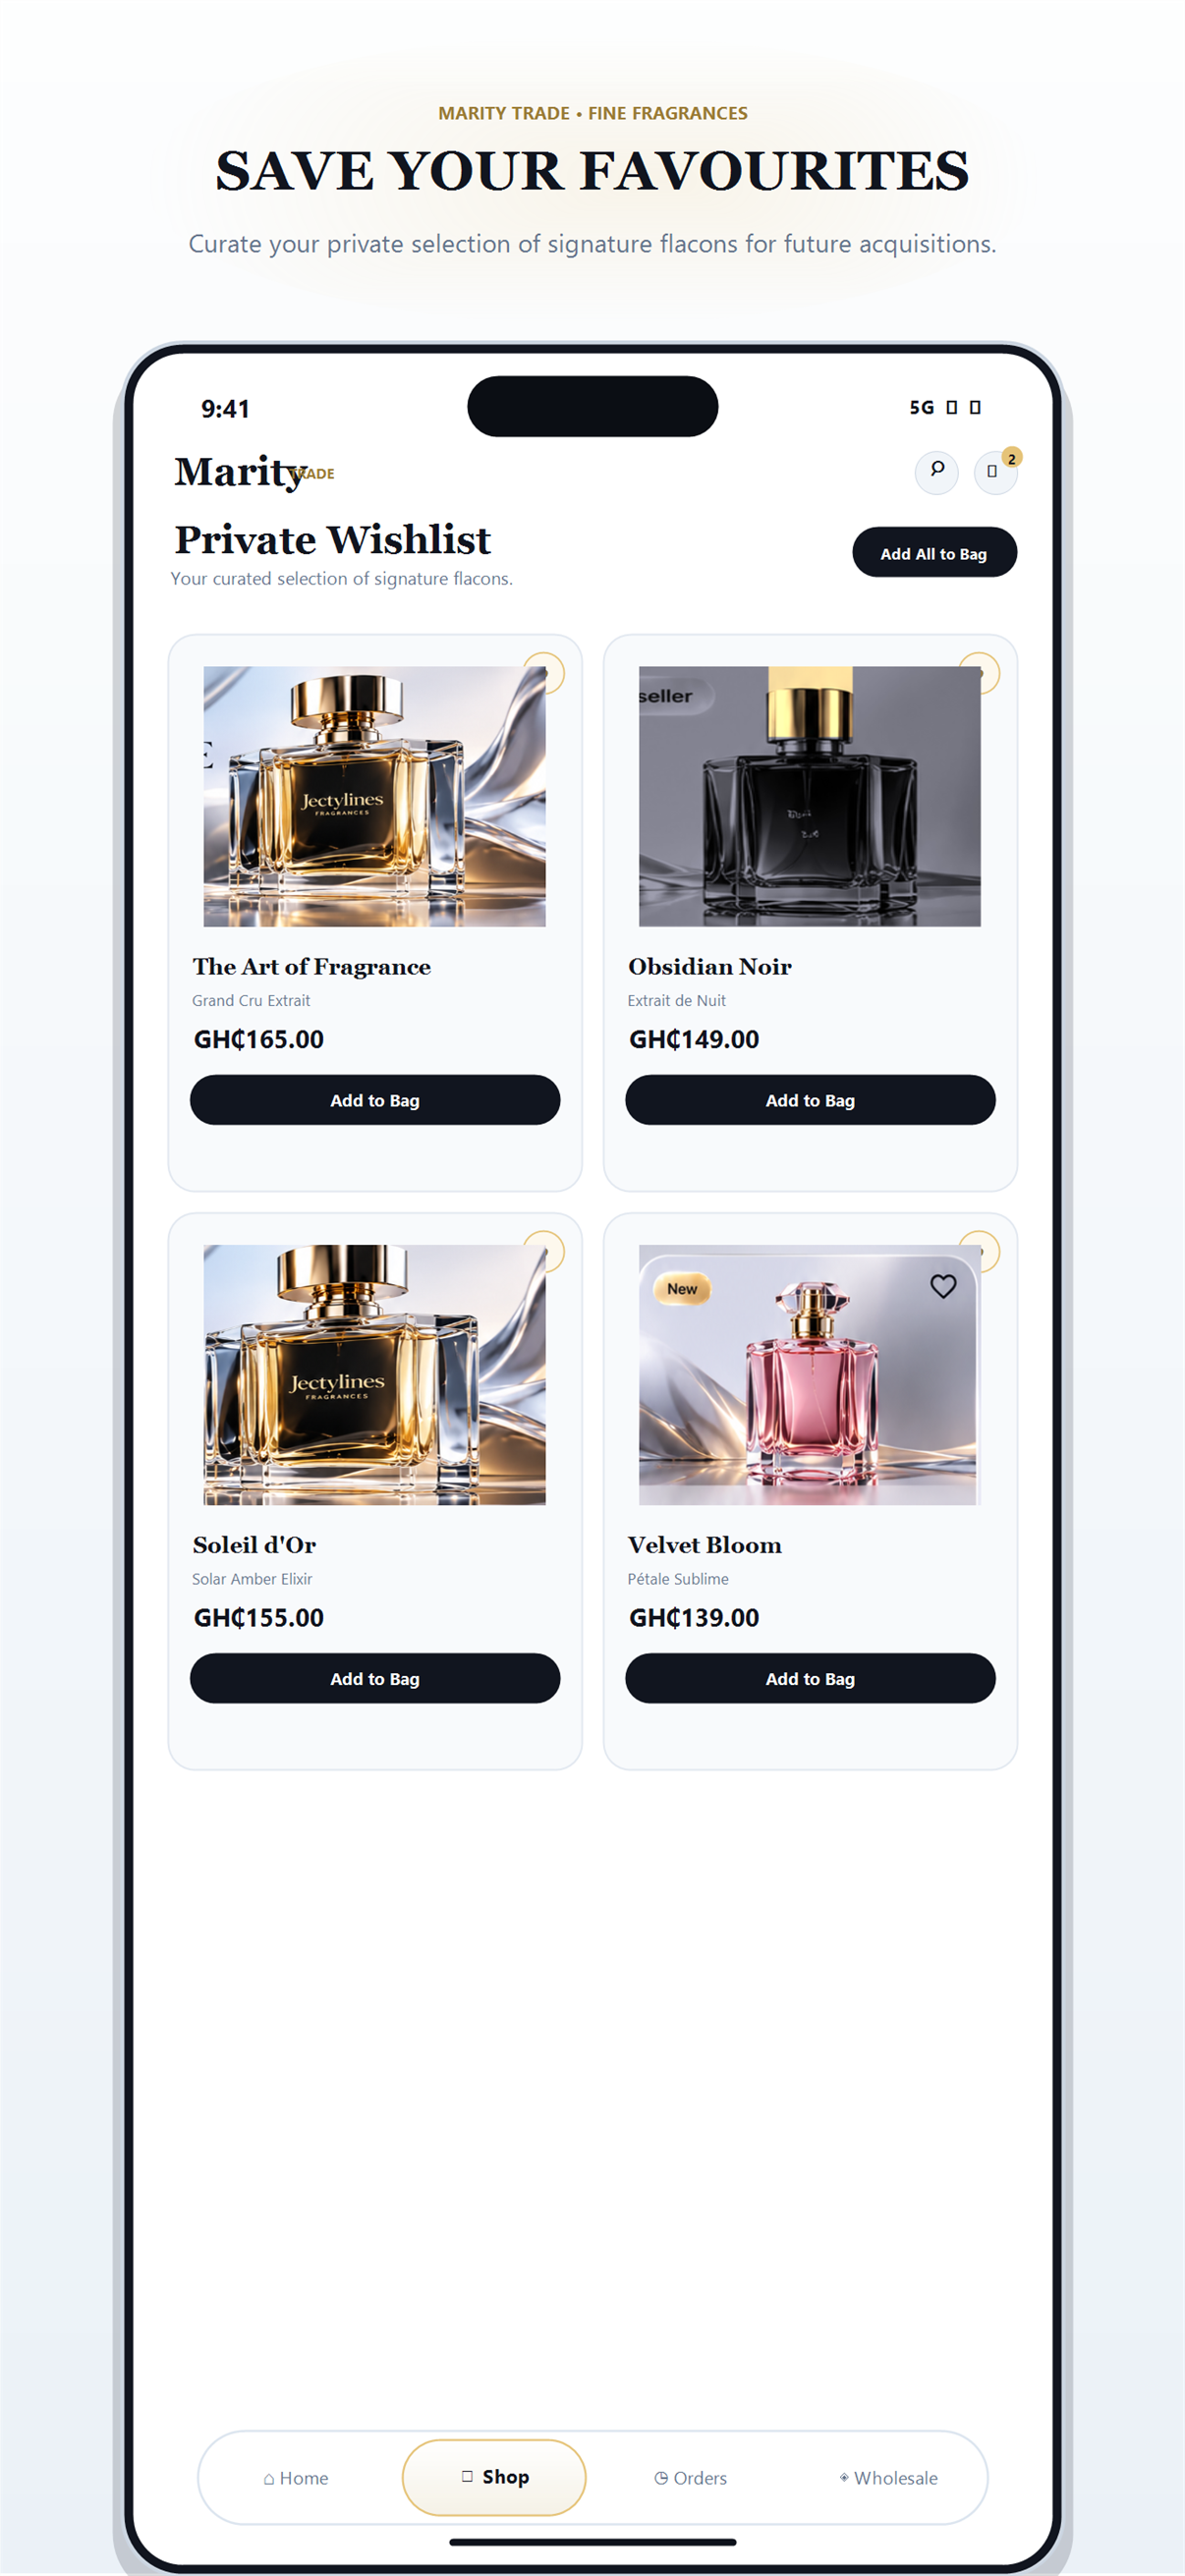 MARITY TRADE • FINE FRAGRANCES
SAVE YOUR FAVOURITES
Curate your private selection of signature flacons for future acquisitions.
9:41
5G
Marity
TRADE
2
Private Wishlist
Your curated selection of signature flacons.
Add All to Bag
E
Jectylines
FRAGRANCES
seller
The Art of Fragrance
Grand Cru Extrait
GH₵165.00
Add to Bag
Obsidian Noir
Extrait de Nuit
GH₵149.00
Add to Bag
Jectylines
FRAGRANCES
New
Soleil d'Or
Solar Amber Elixir
GH₵155.00
Add to Bag
Velvet Bloom
Pétale Sublime
GH₵139.00
Add to Bag
Home
Shop
Orders
Wholesale